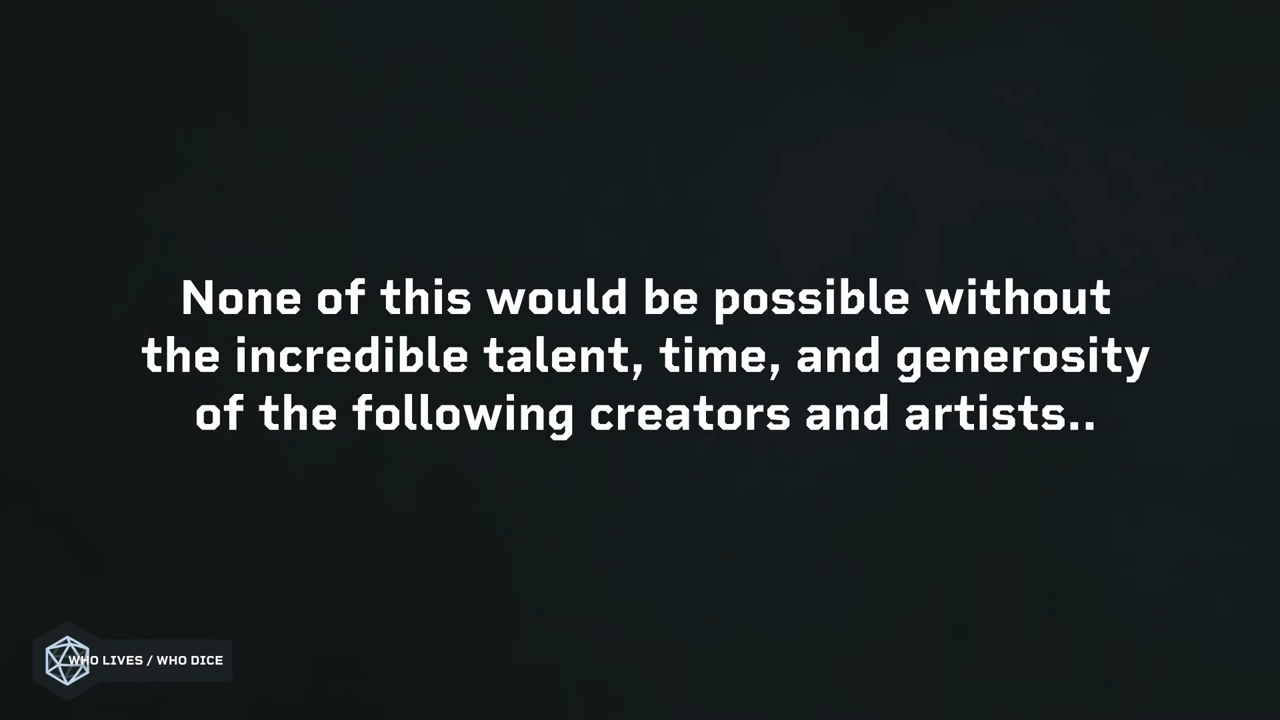 None of this would be possible without
the incredible talent, time, and generosity
of the following creators and artists..
WHO LIVES / WHO DICE